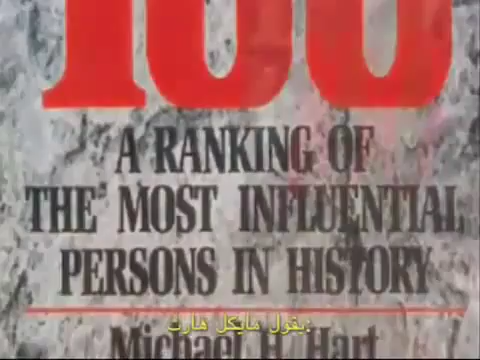 100
A RANKING OF
THE MOST INFLUENTIAL
PERSONS IN HISTORY
يقول مايكل هارت:
Michael H. Hart